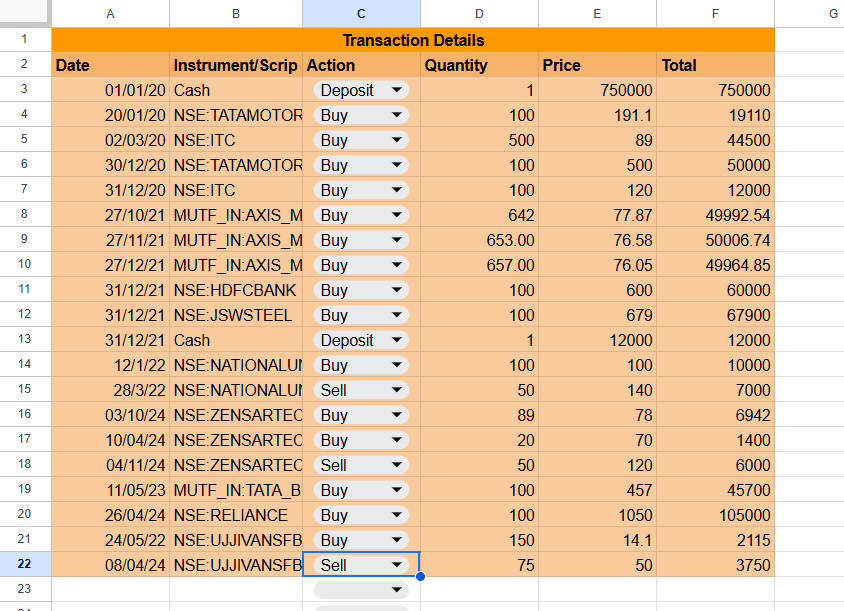 A B C D E F G
1 Transaction Details
2 Date Instrument/Scrip Action Quantity Price Total
3 01/01/20 Cash Deposit 1 750000 750000
4 20/01/20 NSE:TATAMOTOR Buy 100 191.1 19110
5 02/03/20 NSE:ITC Buy 500 89 44500
6 30/12/20 NSE:TATAMOTOR Buy 100 500 50000
7 31/12/20 NSE:ITC Buy 100 120 12000
8 27/10/21 MUTF_IN:AXIS_M Buy 642 77.87 49992.54
9 27/11/21 MUTF_IN:AXIS_M Buy 653.00 76.58 50006.74
10 27/12/21 MUTF_IN:AXIS_M Buy 657.00 76.05 49964.85
11 31/12/21 NSE:HDFCBANK Buy 100 600 60000
12 31/12/21 NSE:JSWSTEEL Buy 100 679 67900
13 31/12/21 Cash Deposit 1 12000 12000
14 12/1/22 NSE:NATIONALU Buy 100 100 10000
15 28/3/22 NSE:NATIONALU Sell 50 140 7000
16 03/10/24 NSE:ZENSARTEC Buy 89 78 6942
17 10/04/24 NSE:ZENSARTEC Buy 20 70 1400
18 04/11/24 NSE:ZENSARTEC Sell 50 120 6000
19 11/05/23 MUTF_IN:TATA_B Buy 100 457 45700
20 26/04/24 NSE:RELIANCE Buy 100 1050 105000
21 24/05/22 NSE:UJJIVANSFB Buy 150 14.1 2115
22 08/04/24 NSE:UJJIVANSFB Sell 75 50 3750
23